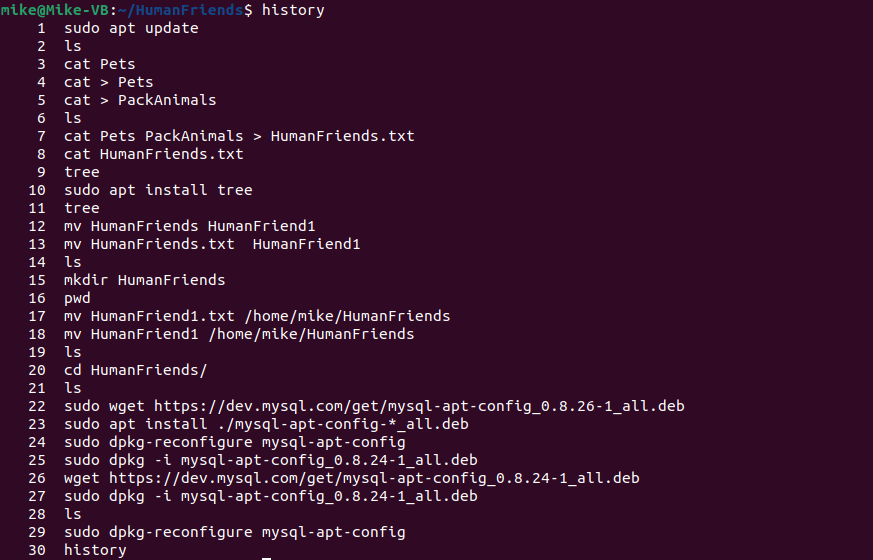 mike@Mike-VB:~/HumanFriends$ history
1 sudo apt update
2 ls
3 cat Pets
4 cat > Pets
5 cat > PackAnimals
6 ls
7 cat Pets PackAnimals > HumanFriends.txt
8 cat HumanFriends.txt
9 tree
10 sudo apt install tree
11 tree
12 mv HumanFriends HumanFriend1
13 mv HumanFriends.txt  HumanFriend1
14 ls
15 mkdir HumanFriends
16 pwd
17 mv HumanFriend1.txt /home/mike/HumanFriends
18 mv HumanFriend1 /home/mike/HumanFriends
19 ls
20 cd HumanFriends/
21 ls
22 sudo wget https://dev.mysql.com/get/mysql-apt-config_0.8.26-1_all.deb
23 sudo apt install ./mysql-apt-config-*_all.deb
24 sudo dpkg-reconfigure mysql-apt-config
25 sudo dpkg -i mysql-apt-config_0.8.24-1_all.deb
26 wget https://dev.mysql.com/get/mysql-apt-config_0.8.24-1_all.deb
27 sudo dpkg -i mysql-apt-config_0.8.24-1_all.deb
28 ls
29 sudo dpkg-reconfigure mysql-apt-config
30 history